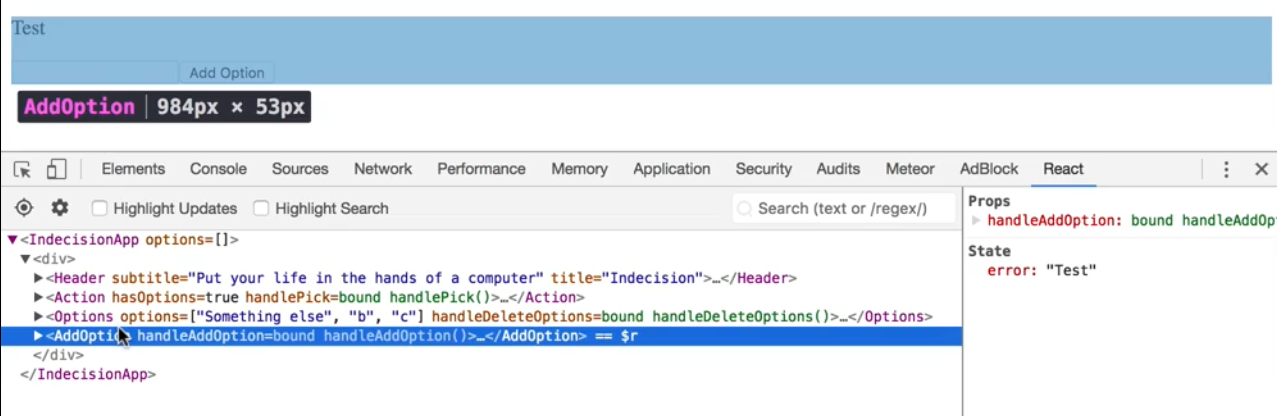 Test
Add Option
AddOption | 984px × 53px
Elements Console Sources Network Performance Memory Application Security Audits Meteor AdBlock React
Highlight Updates Highlight Search Search (text or /regex/)
Props
handleAddOption: bound handleAddOp
State
error: "Test"
<IndecisionApp options=[]>
<div>
<Header subtitle="Put your life in the hands of a computer" title="Indecision">…</Header>
<Action hasOptions=true handlePick=bound handlePick()>…</Action>
<Options options=["Something else", "b", "c"] handleDeleteOptions=bound handleDeleteOptions()>…</Options>
<AddOption handleAddOption=bound handleAddOption()>…</AddOption> == $r
</div>
</IndecisionApp>